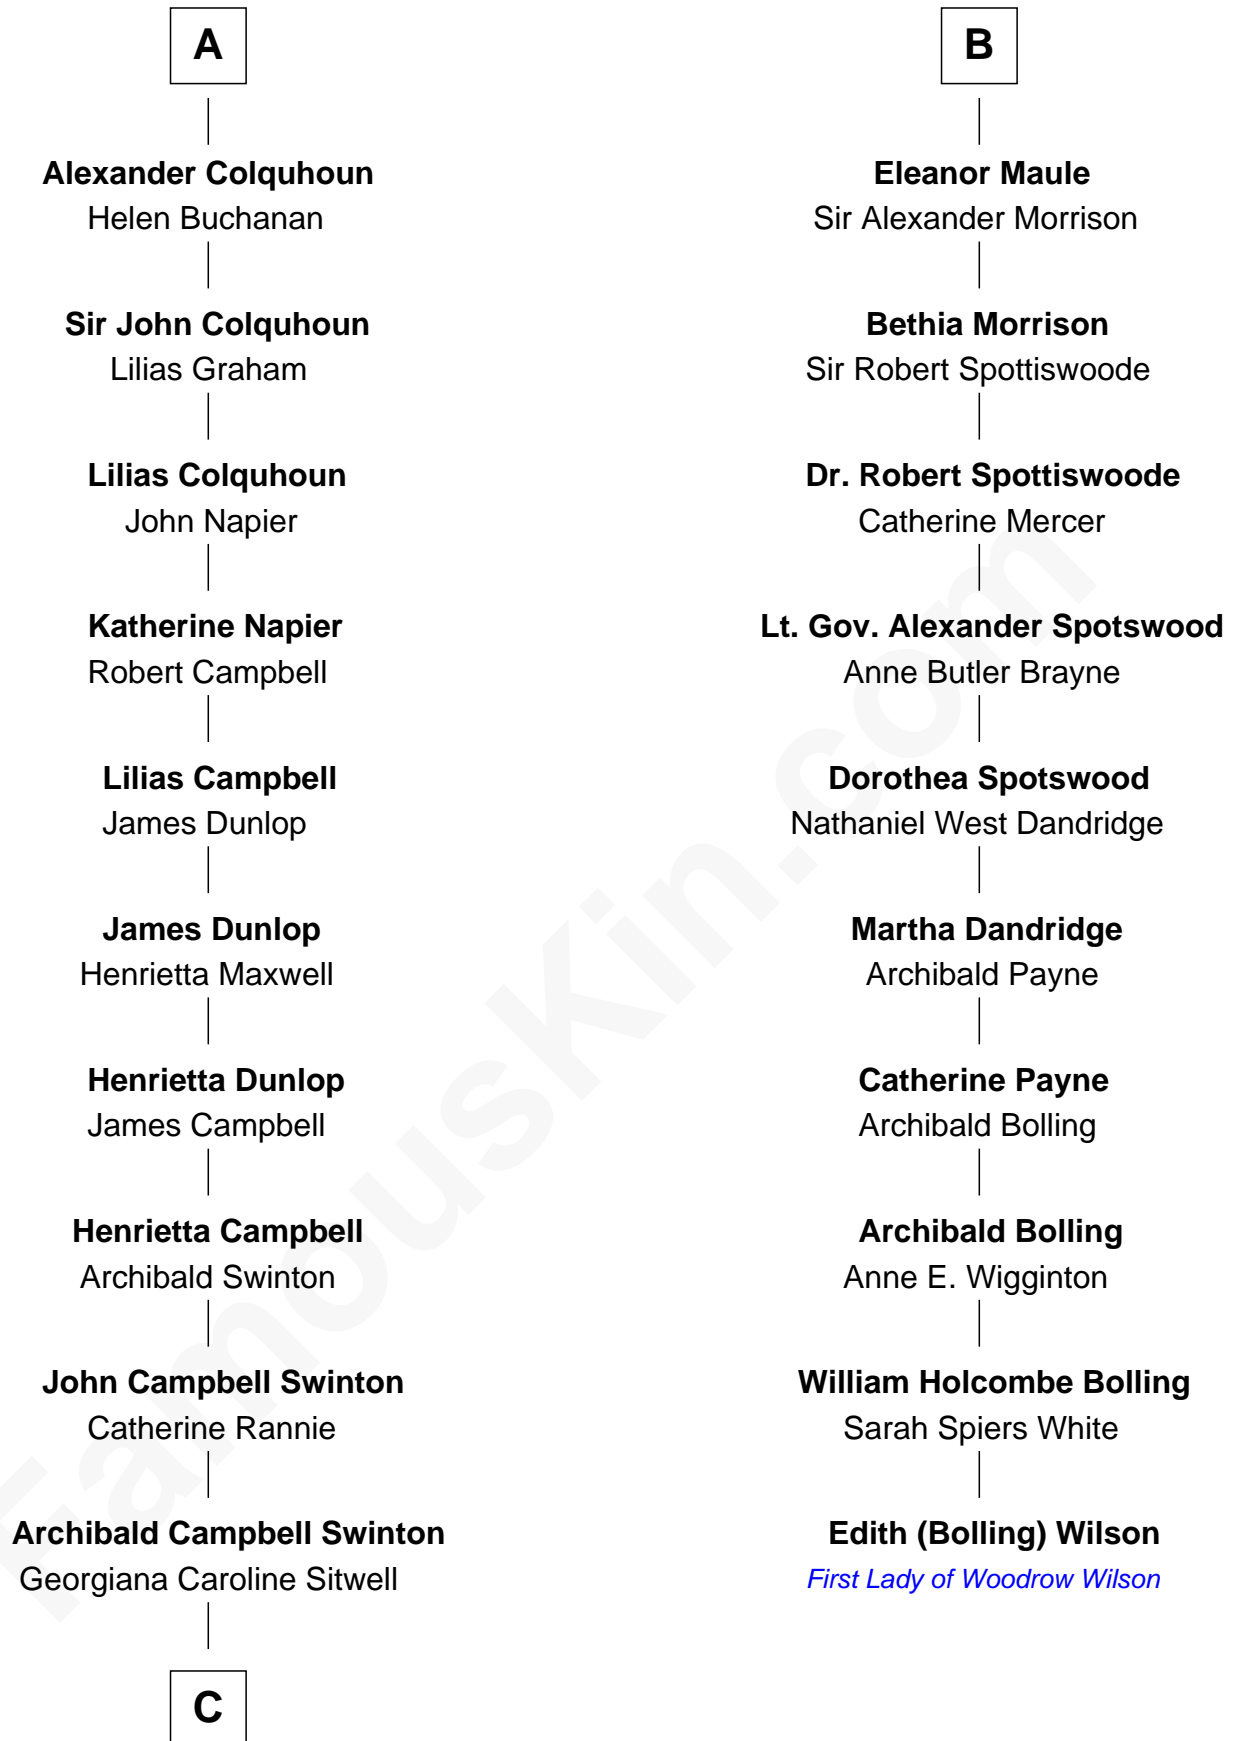 A
Alexander Colquhoun
Helen Buchanan
Sir John Colquhoun
Lilias Graham
Lilias Colquhoun
John Napier
Katherine Napier
Robert Campbell
Lilias Campbell
James Dunlop
James Dunlop
Henrietta Maxwell
Henrietta Dunlop
James Campbell
Henrietta Campbell
Archibald Swinton
John Campbell Swinton
Catherine Rannie
Archibald Campbell Swinton
Georgiana Caroline Sitwell
C
B
Eleanor Maule
Sir Alexander Morrison
Bethia Morrison
Sir Robert Spottiswoode
Dr. Robert Spottiswoode
Catherine Mercer
Lt. Gov. Alexander Spotswood
Anne Butler Brayne
Dorothea Spotswood
Nathaniel West Dandridge
Martha Dandridge
Archibald Payne
Catherine Payne
Archibald Bolling
Archibald Bolling
Anne E. Wigginton
William Holcombe Bolling
Sarah Spiers White
Edith (Bolling) Wilson
First Lady of Woodrow Wilson
FamousKin.com